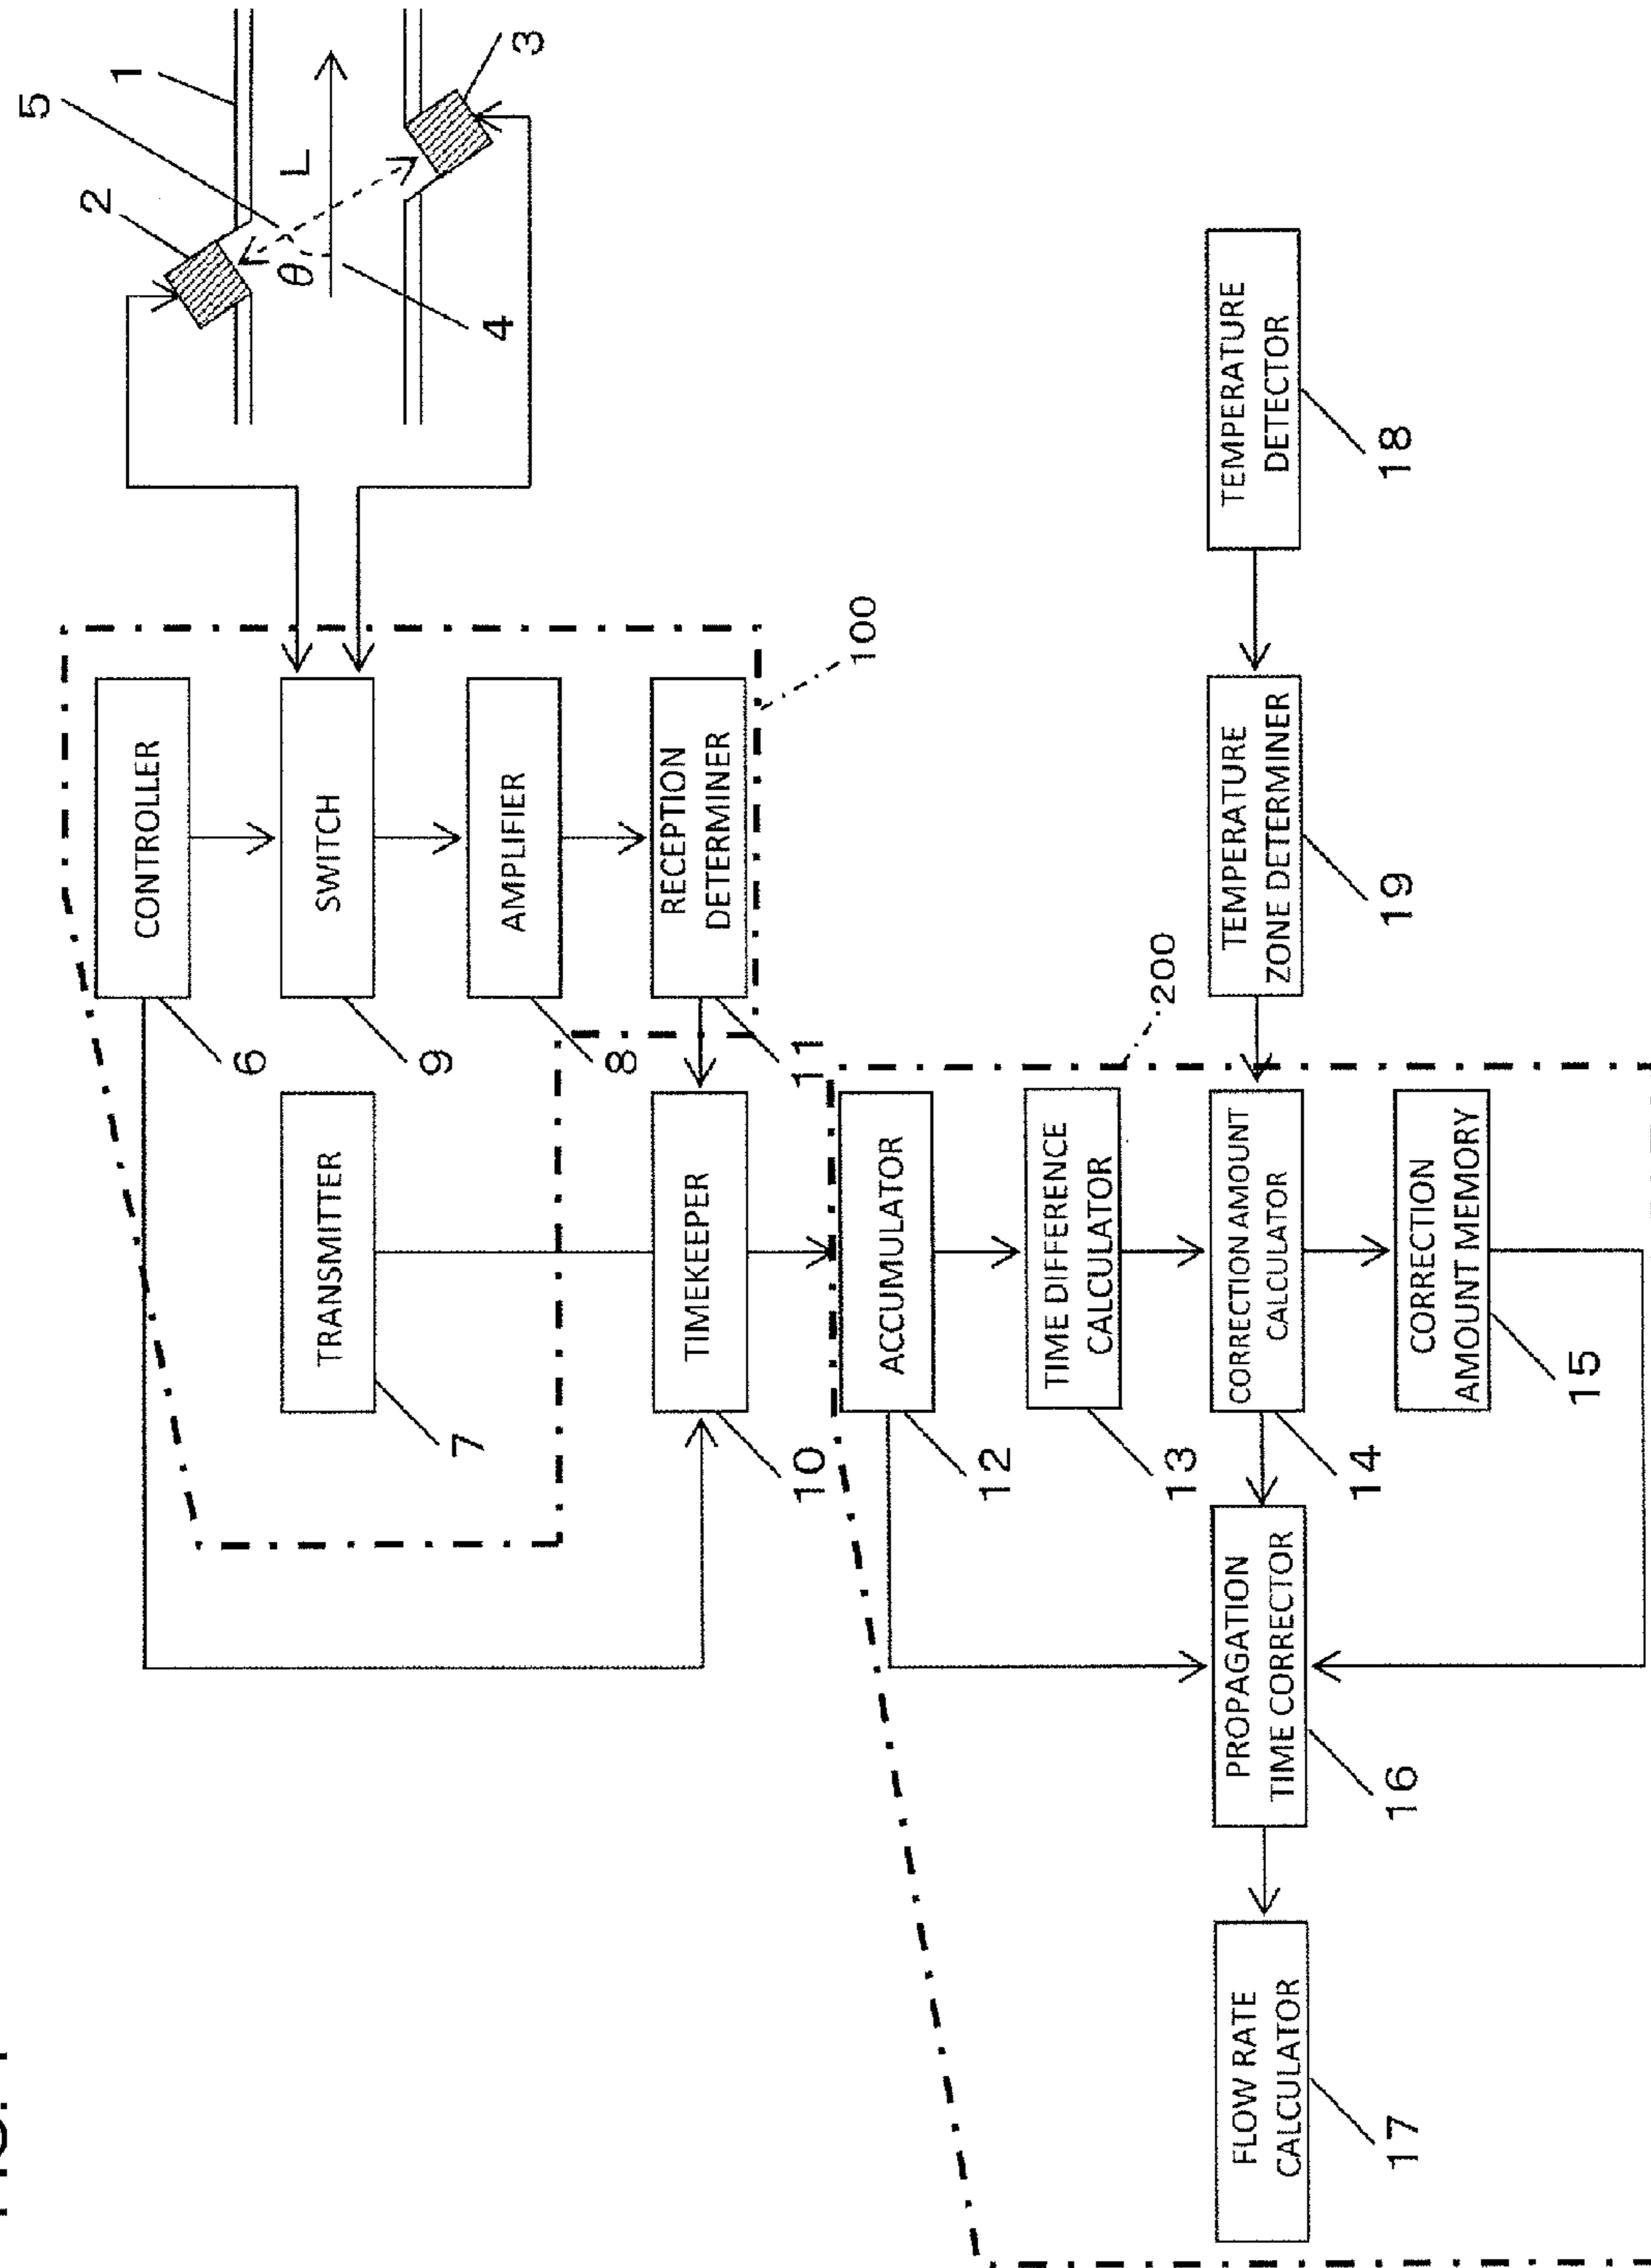 5
1
2
CONTROLLER
6
θ
L
TRANSMITTER
SWITCH
7
9
4
3
AMPLIFIER
8
TIMEKEEPER
RECEPTION
DETERMINER
10
11
100
ACCUMULATOR
12
TIME DIFFERENCE
CALCULATOR
13
200
FLOW RATE
CALCULATOR
17
PROPAGATION
TIME CORRECTOR
16
CORRECTION AMOUNT
CALCULATOR
14
TEMPERATURE
ZONE DETERMINER
19
TEMPERATURE
DETECTOR
18
CORRECTION
AMOUNT MEMORY
15